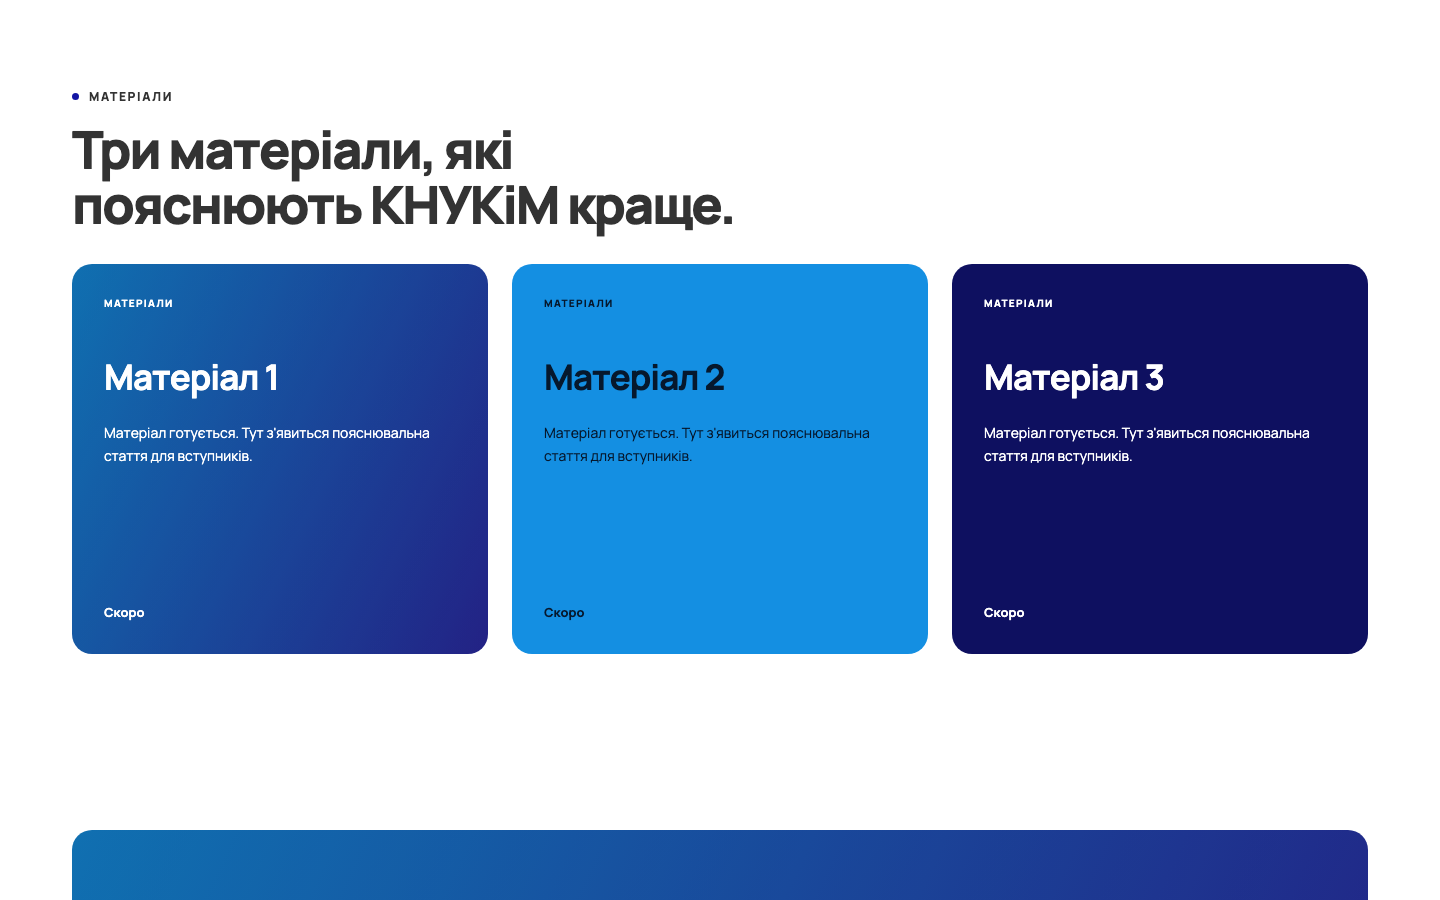 МАТЕРІАЛИ
Три матеріали, які
пояснюють КНУКіМ краще.
МАТЕРІАЛИ
Матеріал 1
Матеріал готується. Тут з'явиться пояснювальна
стаття для вступників.
Скоро
МАТЕРІАЛИ
Матеріал 2
Матеріал готується. Тут з'явиться пояснювальна
стаття для вступників.
Скоро
МАТЕРІАЛИ
Матеріал 3
Матеріал готується. Тут з'явиться пояснювальна
стаття для вступників.
Скоро